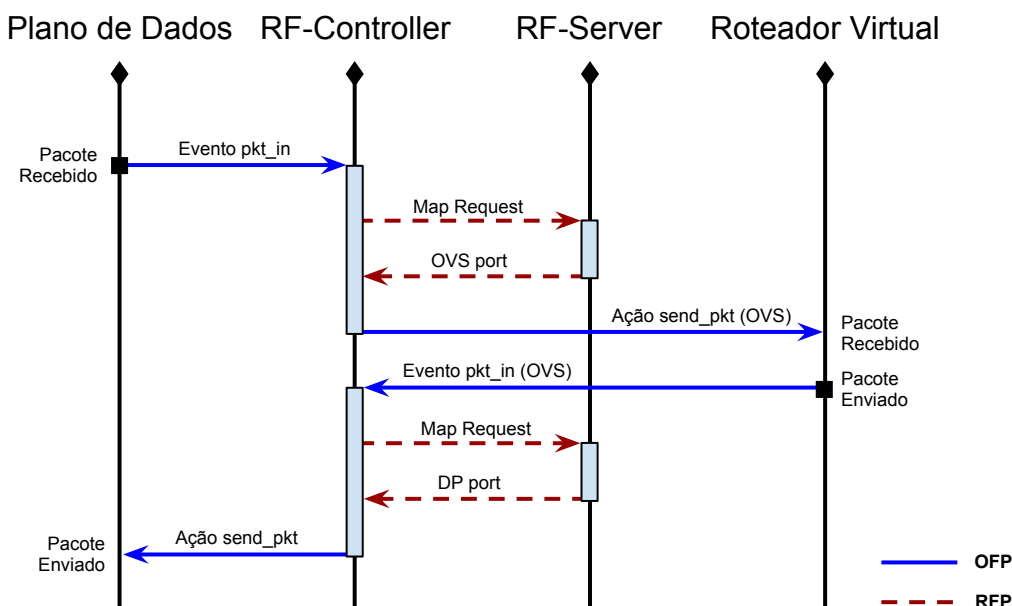 Plano de Dados
RF-Controller
RF-Server
Roteador Virtual
Pacote
Recebido
Evento pkt_in
Map Request
OVS port
Ação send_pkt (OVS)
Pacote
Recebido
Evento pkt_in (OVS)
Pacote
Enviado
Map Request
DP port
Ação send_pkt
Pacote
Enviado
OFP
RFP